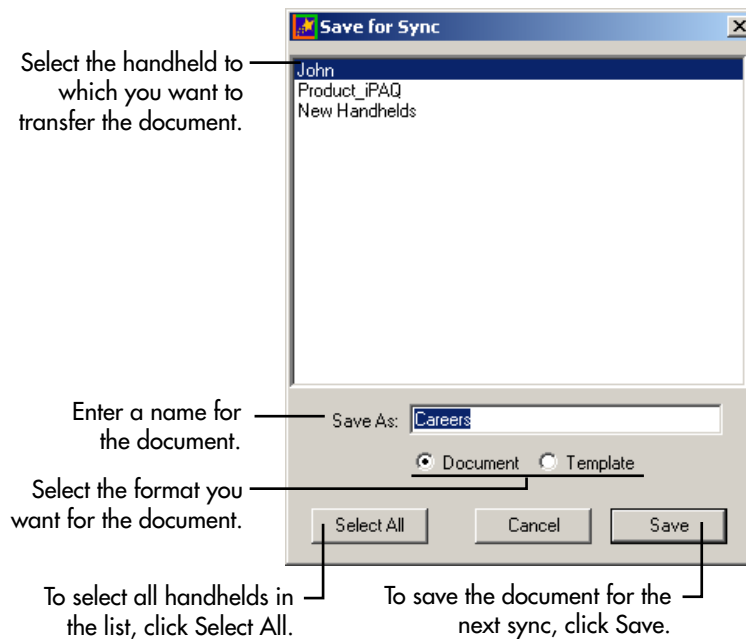 Save for Sync
Select the handheld to
which you want to
transfer the document.
John
Product_iPAQ
New Handhelds
Enter a name for
the document.
Save As: Careers
Document Template
Select the format you
want for the document.
Select All Cancel Save
To select all handhelds in
the list, click Select All.
To save the document for the
next sync, click Save.